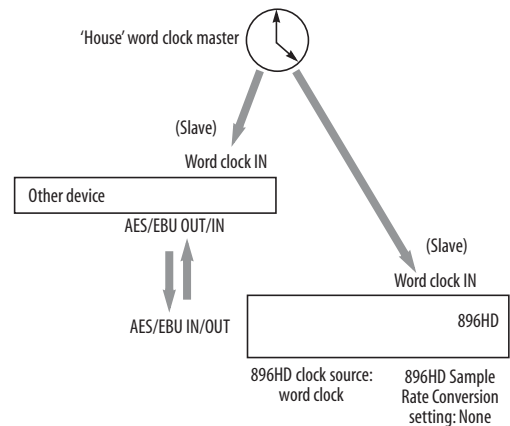 'House' word clock master
(Slave)
Word clock IN
Other device
AES/EBU OUT/IN
(Slave)
Word clock IN
AES/EBU IN/OUT
896HD
896HD clock source:
word clock
896HD Sample
Rate Conversion
setting: None